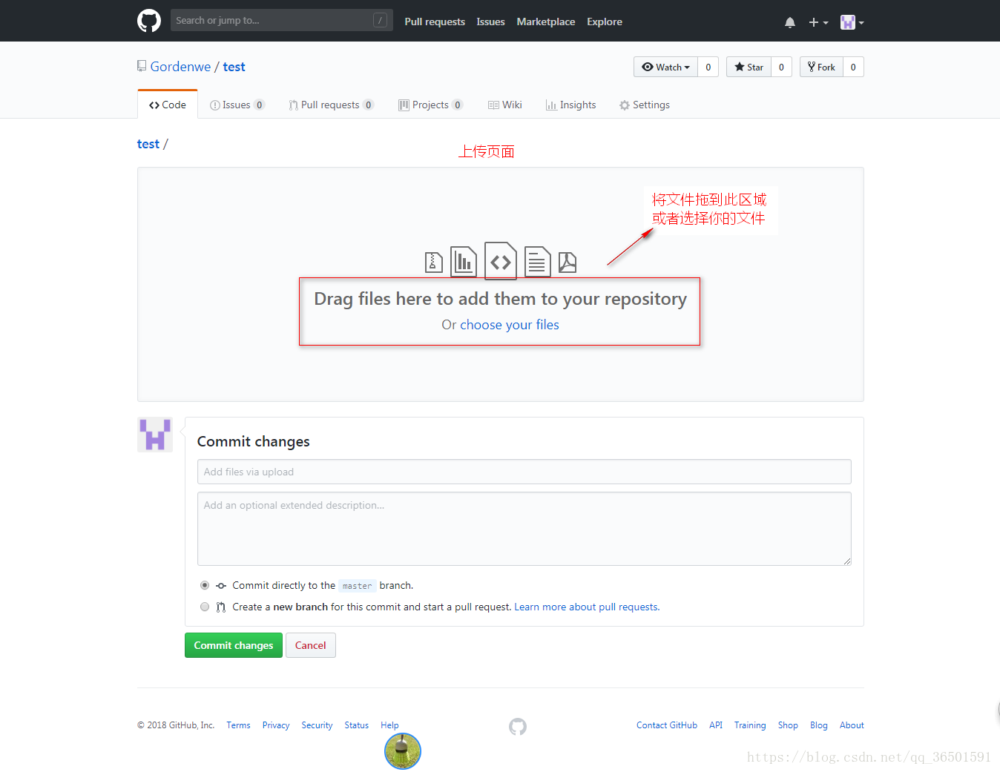 Search or jump to... /
Pull requests Issues Marketplace Explore
Gordenwe / test
Watch 0 Star 0 Fork 0
Code Issues 0 Pull requests 0 Projects 0 Wiki Insights Settings
test /
上传页面
将文件拖到此区域
或者选择你的文件
Drag files here to add them to your repository
Or choose your files
Commit changes
Add files via upload
Add an optional extended description...
Commit directly to the master branch.
Create a new branch for this commit and start a pull request. Learn more about pull requests.
Commit changes Cancel
© 2018 GitHub, Inc. Terms Privacy Security Status Help Contact GitHub API Training Shop Blog About
https://blog.csdn.net/qq_36501591